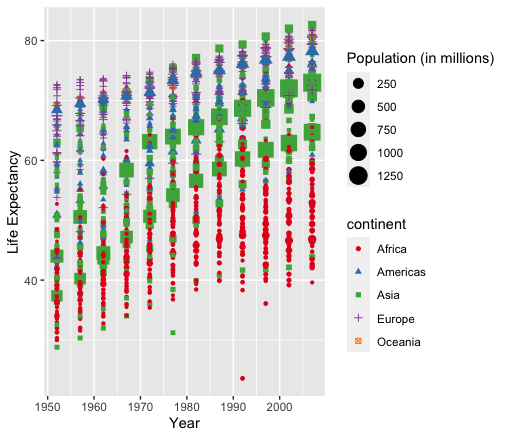 80
60
40
1950
1960
1970
1980
1990
2000
Year
Life Expectancy
Population (in millions)
250
500
750
1000
1250
continent
Africa
Americas
Asia
Europe
Oceania